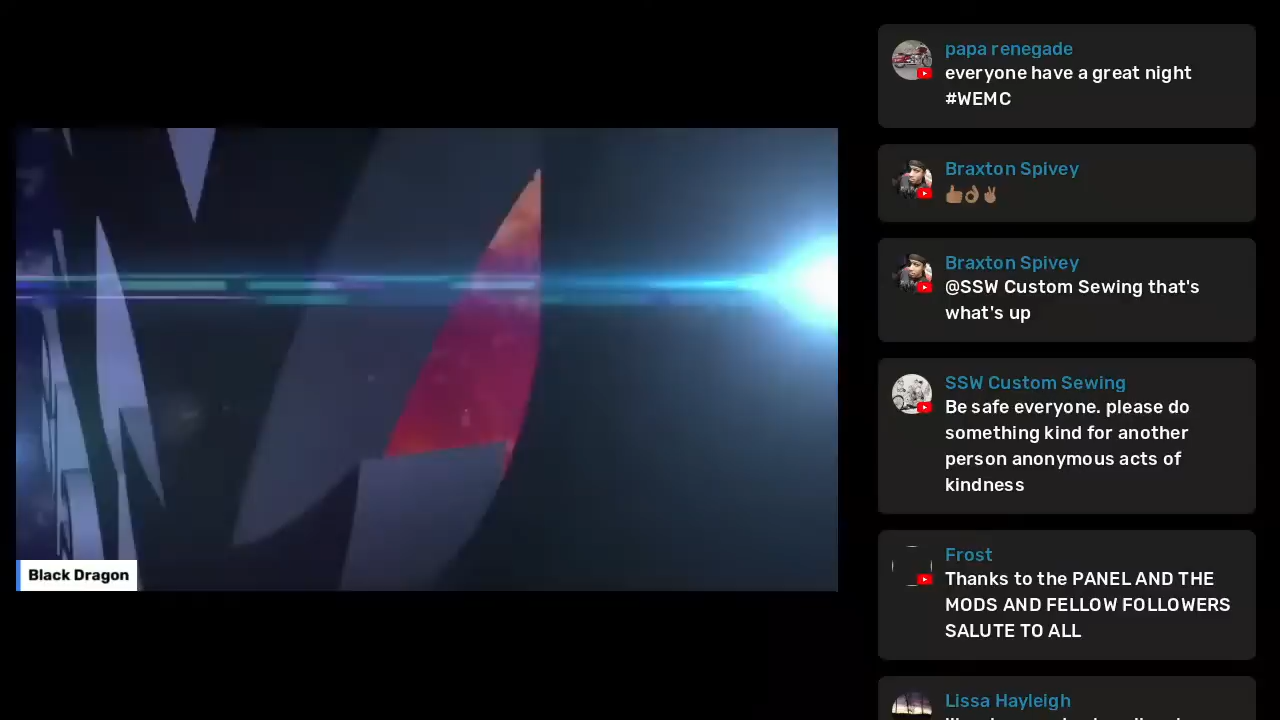 papa renegade
everyone have a great night
#WEMC
Braxton Spivey
👍🏽👌🏽✌🏽
Braxton Spivey
@SSW Custom Sewing that's
what's up
SSW Custom Sewing
Be safe everyone. please do
something kind for another
person anonymous acts of
kindness
Frost
Thanks to the PANEL AND THE
MODS AND FELLOW FOLLOWERS
SALUTE TO ALL
Lissa Hayleigh
Black Dragon